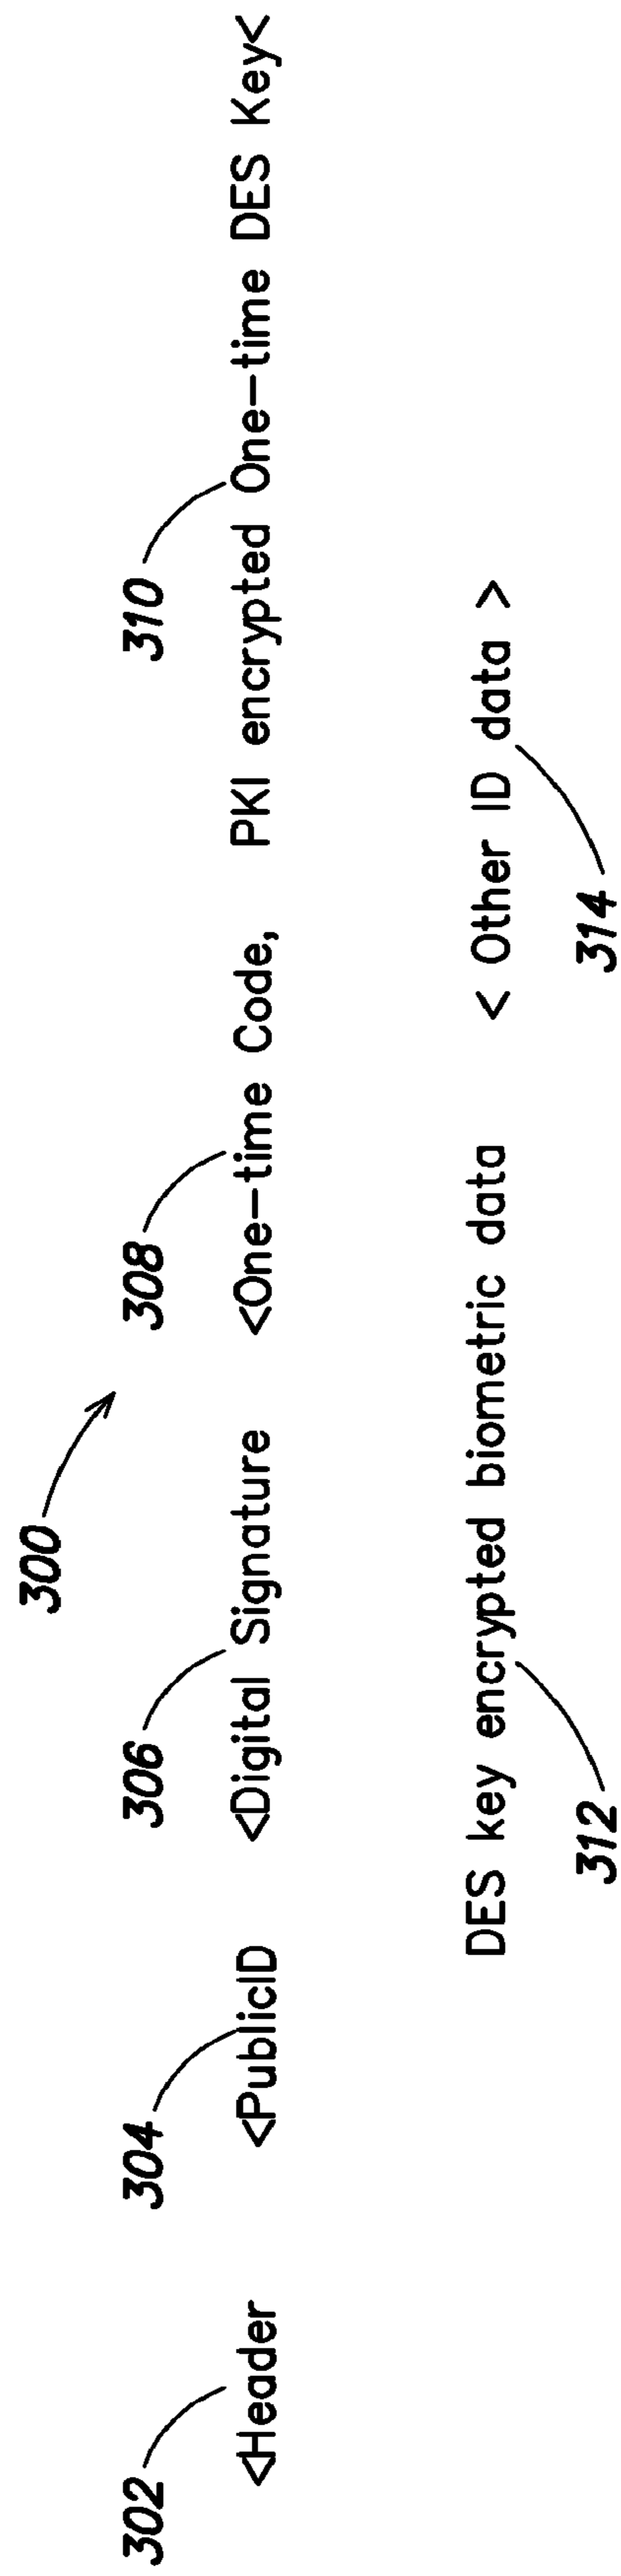 300
302 304 306 308 310
<Header <PublicID <Digital Signature <One-time Code, PKI encrypted One-time DES Key<
DES key encrypted biometric data < Other ID data >
312 314